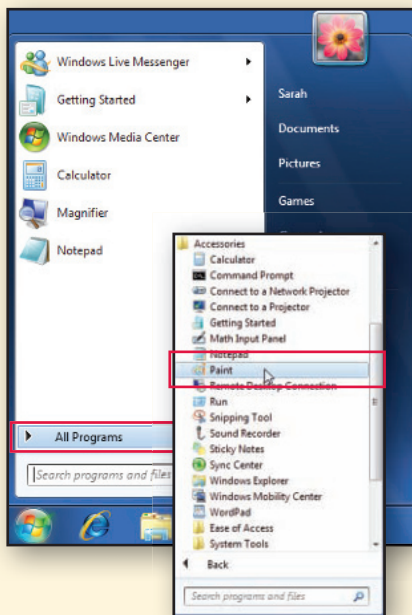 Windows Live Messenger
Getting Started
Windows Media Center
Calculator
Magnifier
Notepad
All Programs
Search programs and files
Sarah
Documents
Pictures
Games
Accessories
Calculator
Command Prompt
Connect to a Network Projector
Connect to a Projector
Getting Started
Math Input Panel
Notepad
Paint
Remote Desktop Connection
Run
Snipping Tool
Sound Recorder
Sticky Notes
Sync Center
Windows Explorer
Windows Mobility Center
WordPad
Ease of Access
System Tools
Back
Search programs and files